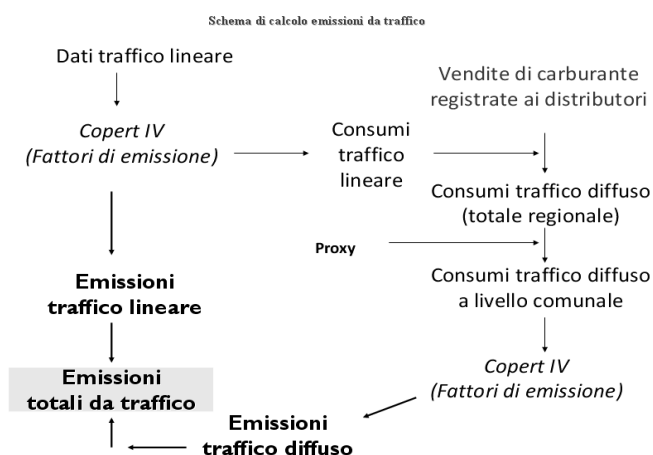 Schema di calcolo emissioni da traffico
Dati traffico lineare
Vendite di carburante
registrate ai distributori
Copert IV
(Fattori di emissione)
Consumi
traffico
lineare
Consumi traffico diffuso
(totale regionale)
Proxy
Consumi traffico diffuso
a livello comunale
Emissioni
traffico lineare
Copert IV
(Fattori di emissione)
Emissioni
totali da traffico
Emissioni
traffico diffuso